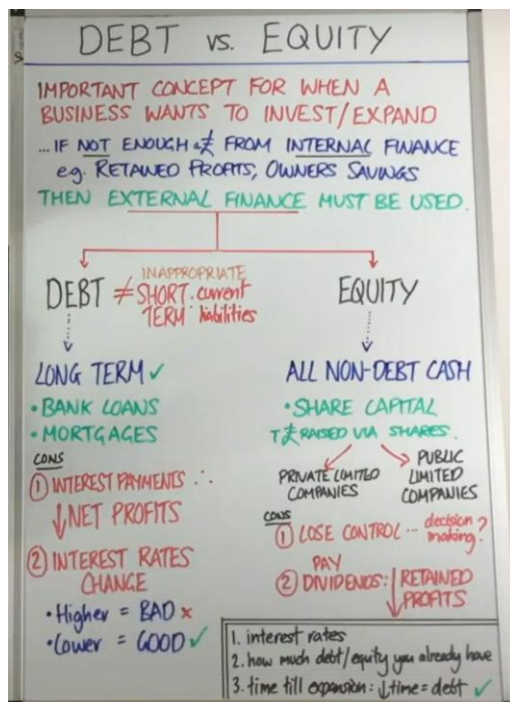 DEBT vs. EQUITY
IMPORTANT CONCEPT FOR WHEN A
BUSINESS WANTS TO INVEST/EXPAND
... IF NOT ENOUGH £ FROM INTERNAL FINANCE
e.g. RETAINED PROFITS, OWNERS SAVINGS
THEN EXTERNAL FINANCE MUST BE USED.
DEBT ≠ SHORT TERM
INAPPROPRIATE
: current liabilities
LONG TERM ✓
• BANK LOANS
• MORTGAGES
CONS
① INTEREST PAYMENTS ∴
↓ NET PROFITS
② INTEREST RATES
CHANGE
• Higher = BAD ×
• Lower = GOOD ✓
EQUITY
ALL NON-DEBT CASH
• SHARE CAPITAL
↳ £ RAISED VIA SHARES.
PRIVATE LIMITED
COMPANIES
PUBLIC
LIMITED
COMPANIES
CONS
① LOSE CONTROL ... decision making?
② PAY DIVIDENDS: ↓ RETAINED
PROFITS
1. interest rates
2. how much debt/equity you already have
3. time till expansion: ↓time = debt ✓